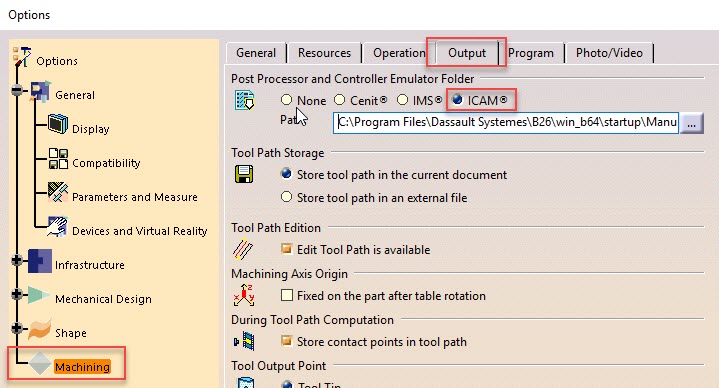 Options
Options
General
Display
Compatibility
Parameters and Measure
Devices and Virtual Reality
Infrastructure
Mechanical Design
Shape
Machining
General Resources Operation Output Program Photo/Video
Post Processor and Controller Emulator Folder
None Cenit® IMS® ICAM®
Path C:\Program Files\Dassault Systemes\B26\win_b64\startup\Manu ...
Tool Path Storage
Store tool path in the current document
Store tool path in an external file
Tool Path Edition
Edit Tool Path is available
Machining Axis Origin
Fixed on the part after table rotation
During Tool Path Computation
Store contact points in tool path
Tool Output Point
Tool Tip